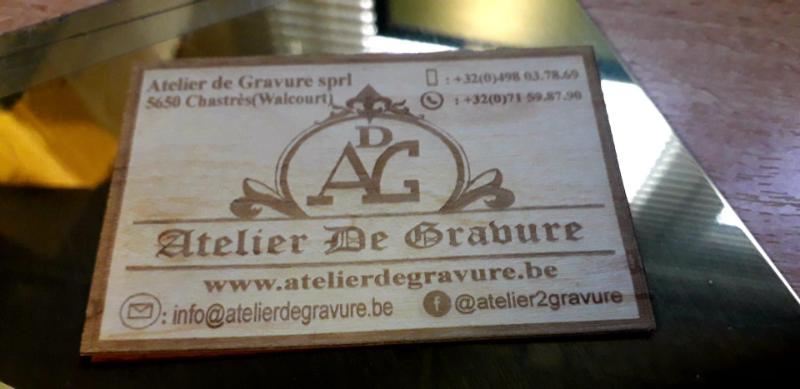 Atelier de Gravure sprl
5650 Chastrès(Walcourt)
: +32(0)498 03.78.69
: +32(0)71 59.87.90
D
AG
Atelier De Gravure
www.atelierdegravure.be
: info@atelierdegravure.be
f @atelier2gravure